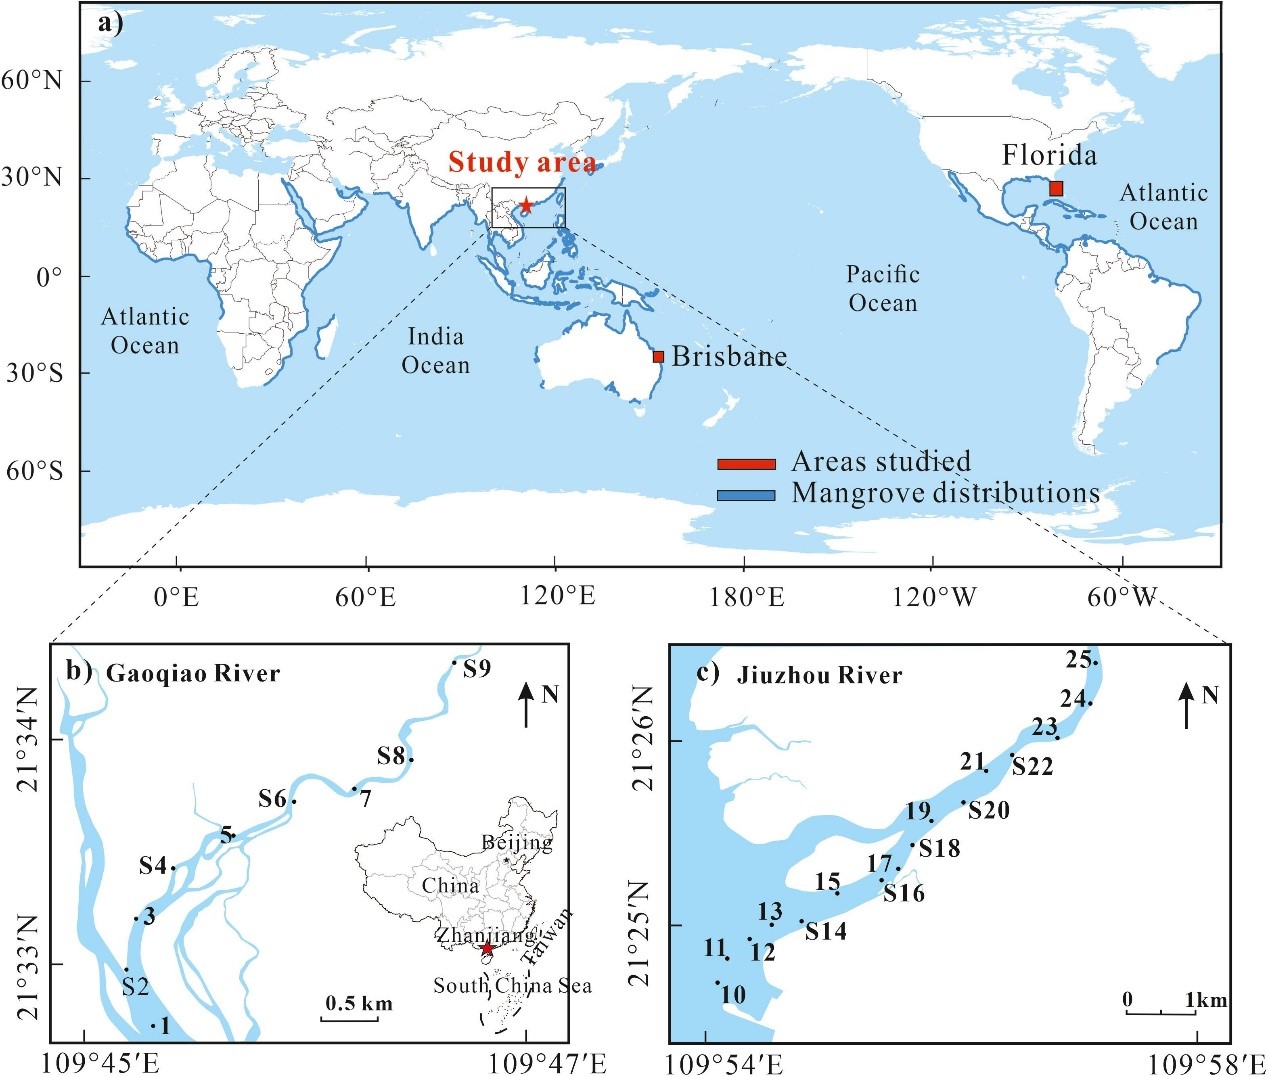 a)
60°N
30°N
0°
30°S
60°S
Study area
Florida
Atlantic
Ocean
Pacific
Ocean
Atlantic
Ocean
India
Ocean
Brisbane
Areas studied
Mangrove distributions
0°E
60°E
120°E
180°E
120°W
60°W
b) Gaoqiao River
S9
N
21°34′N
S8
S6
7
5
S4
3
21°33′N
S2
1
Beijing
China
Zhanjiang
Taiwan
South China Sea
0.5 km
109°45′E
109°47′E
c) Jiuzhou River
25
N
24
21°26′N
23
21
S22
19
S20
S18
17
15
S16
21°25′N
13
S14
11
12
10
0 1km
109°54′E
109°58′E